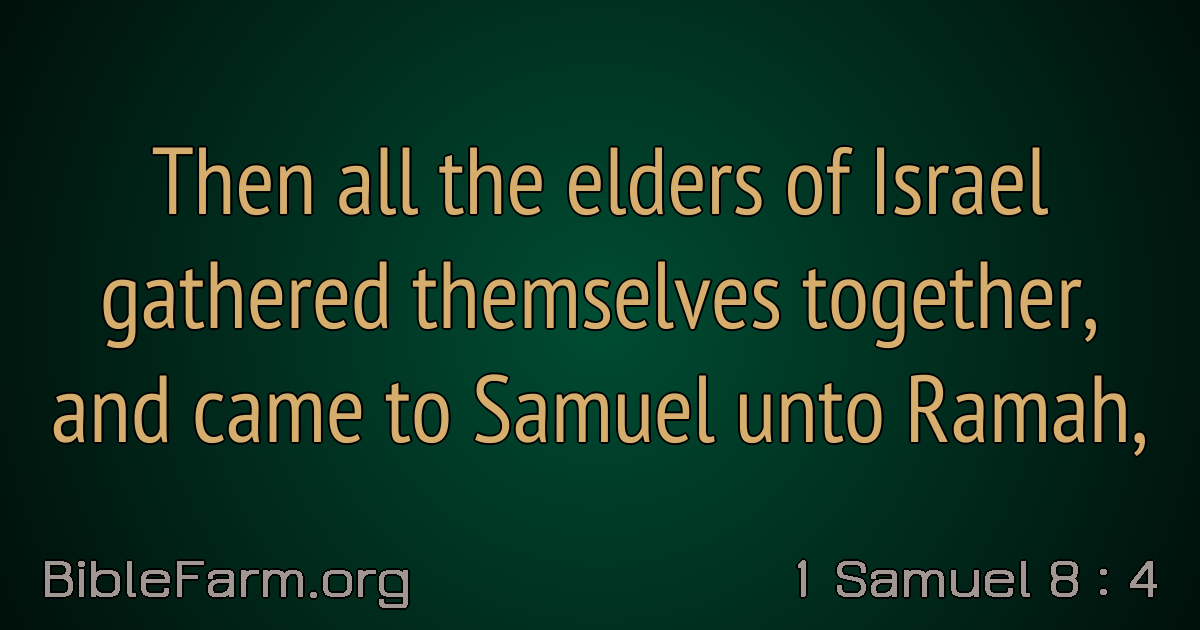 Then all the elders of Israel
gathered themselves together,
and came to Samuel unto Ramah,
BibleFarm.org
1 Samuel 8 : 4